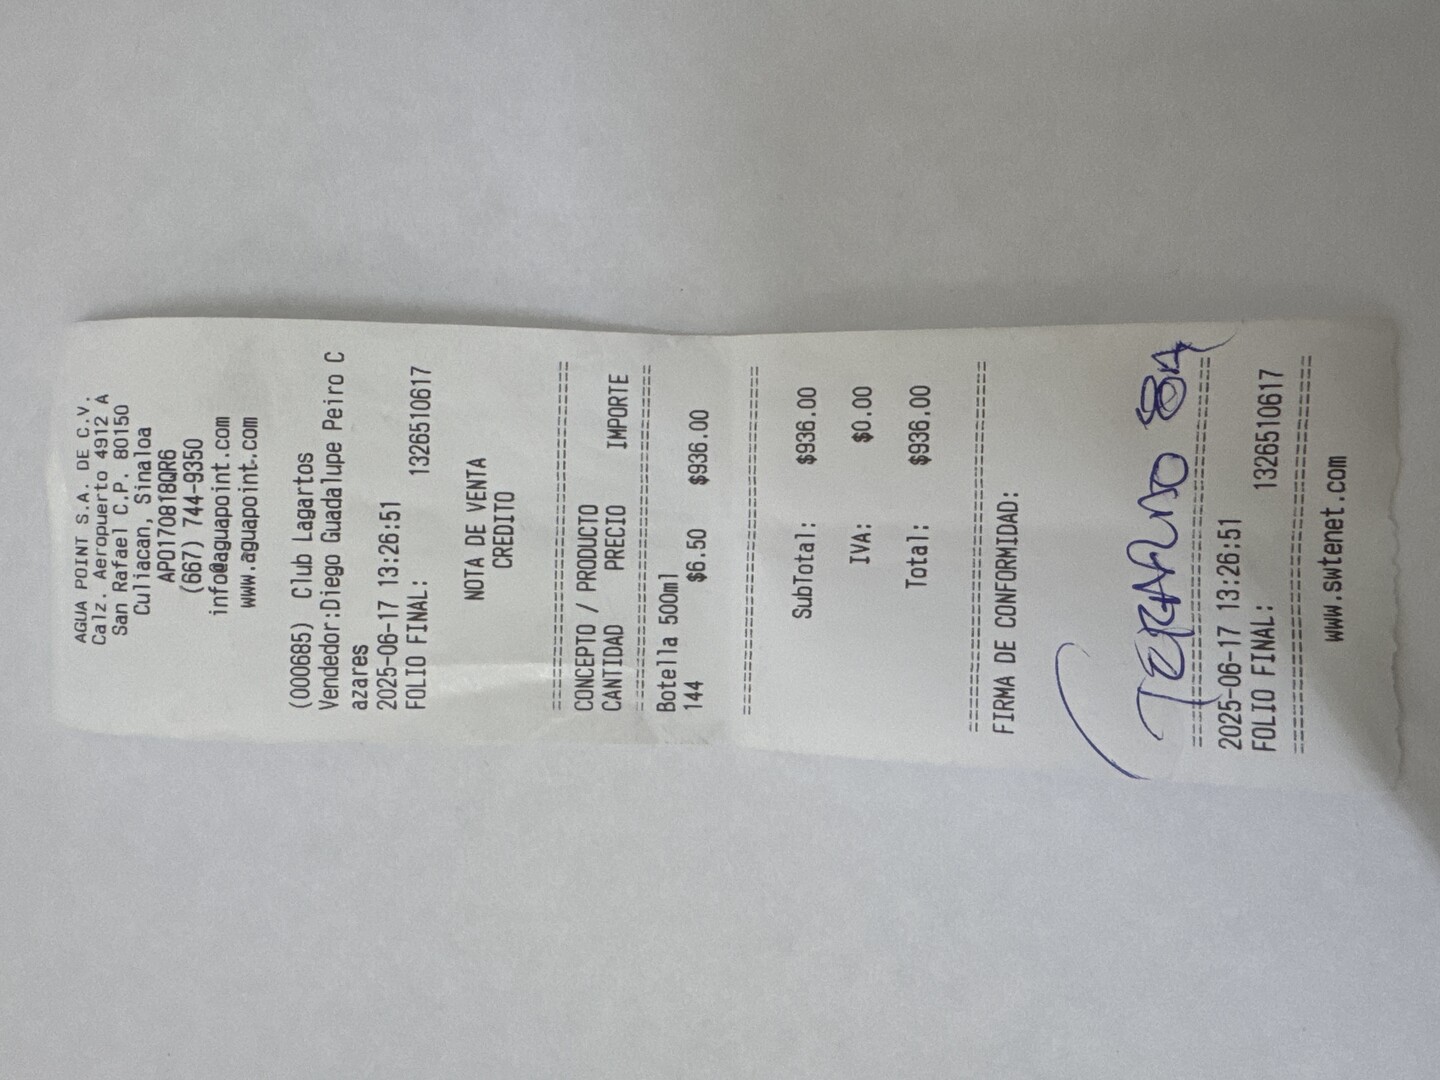 AGUA POINT S.A. DE C.V.
Calz. Aeropuerto 4912 A
San Rafael C.P. 80150
Culiacan, Sinaloa
APO170818QR6
(667) 744-9350
info@aguapoint.com
www.aguapoint.com
(000685) Club Lagartos
Vendedor:Diego Guadalupe Peiro C
azares
2025-06-17 13:26:51
FOLIO FINAL: 1326510617
NOTA DE VENTA
CREDITO
================================
CONCEPTO / PRODUCTO
CANTIDAD PRECIO IMPORTE
================================
Botella 500ml
144 $6.50 $936.00
================================
SubTotal: $936.00
IVA: $0.00
Total: $936.00
================================
FIRMA DE CONFORMIDAD:
================================
2025-06-17 13:26:51
FOLIO FINAL: 1326510617
================================
www.swtenet.com